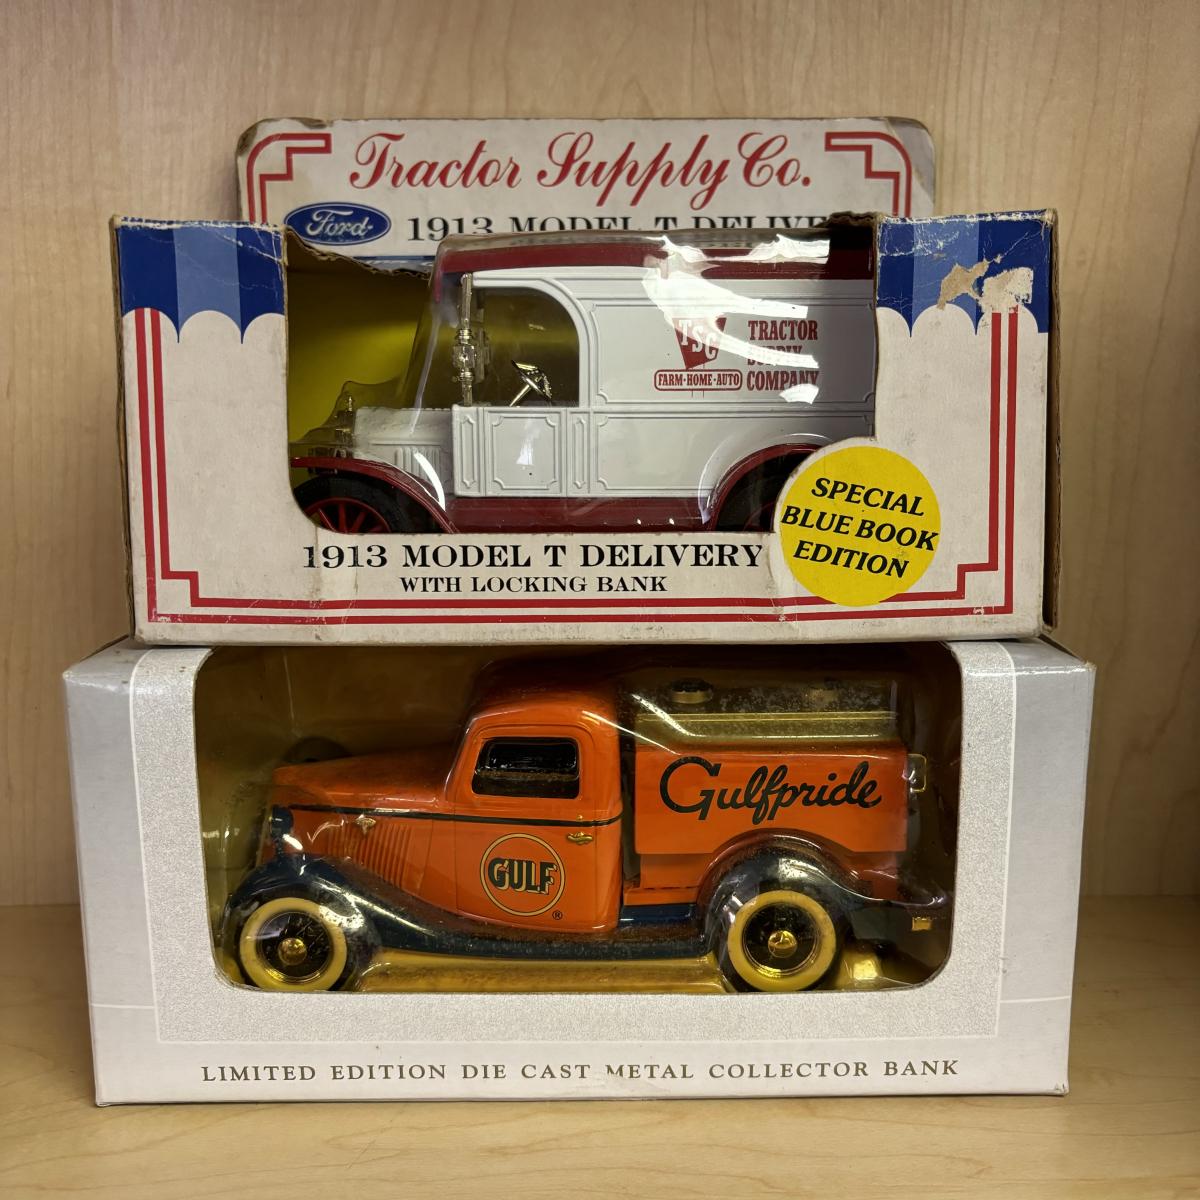 Tractor Supply Co.
Ford 1913 MODEL T DELIVE
TSC
FARM·HOME·AUTO
TRACTOR
SUPPLY
COMPANY
SPECIAL
BLUE BOOK
EDITION
1913 MODEL T DELIVERY
WITH LOCKING BANK
Gulfpride
GULF
®
LIMITED EDITION DIE CAST METAL COLLECTOR BANK